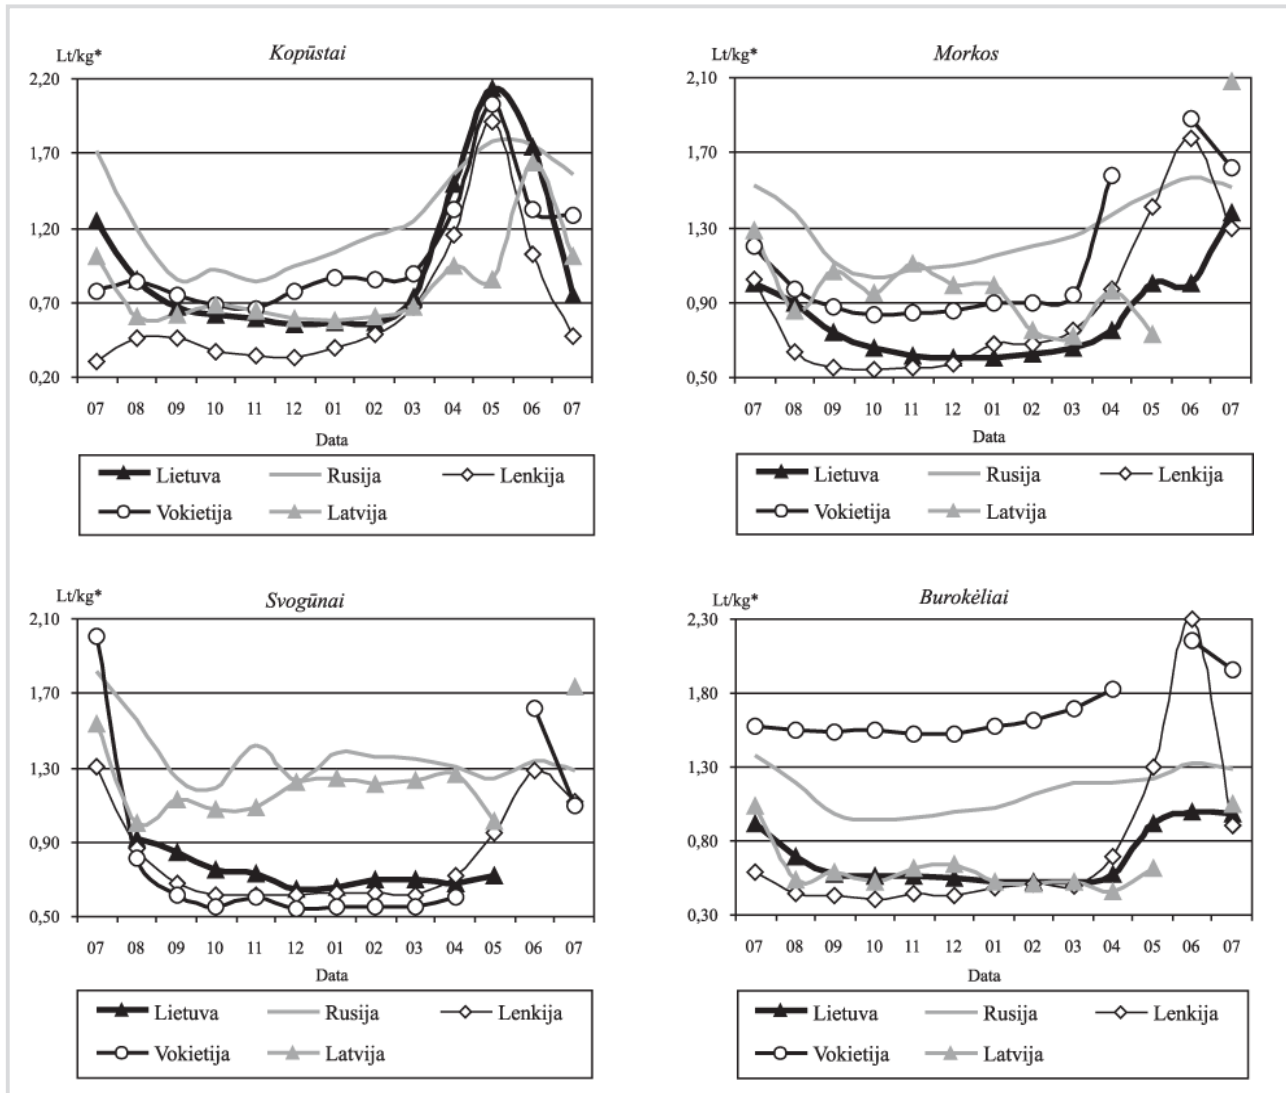 Kopūstai
Lt/kg*
2,20
1,70
1,20
0,70
0,20
07 08 09 10 11 12 01 02 03 04 05 06 07
Data
Lietuva Rusija Lenkija
Vokietija Latvija
Morkos
Lt/kg*
2,10
1,70
1,30
0,90
0,50
07 08 09 10 11 12 01 02 03 04 05 06 07
Data
Lietuva Rusija Lenkija
Vokietija Latvija
Svogūnai
Lt/kg*
2,10
1,70
1,30
0,90
0,50
07 08 09 10 11 12 01 02 03 04 05 06 07
Data
Lietuva Rusija Lenkija
Vokietija Latvija
Burokėliai
Lt/kg*
2,30
1,80
1,30
0,80
0,30
07 08 09 10 11 12 01 02 03 04 05 06 07
Data
Lietuva Rusija Lenkija
Vokietija Latvija